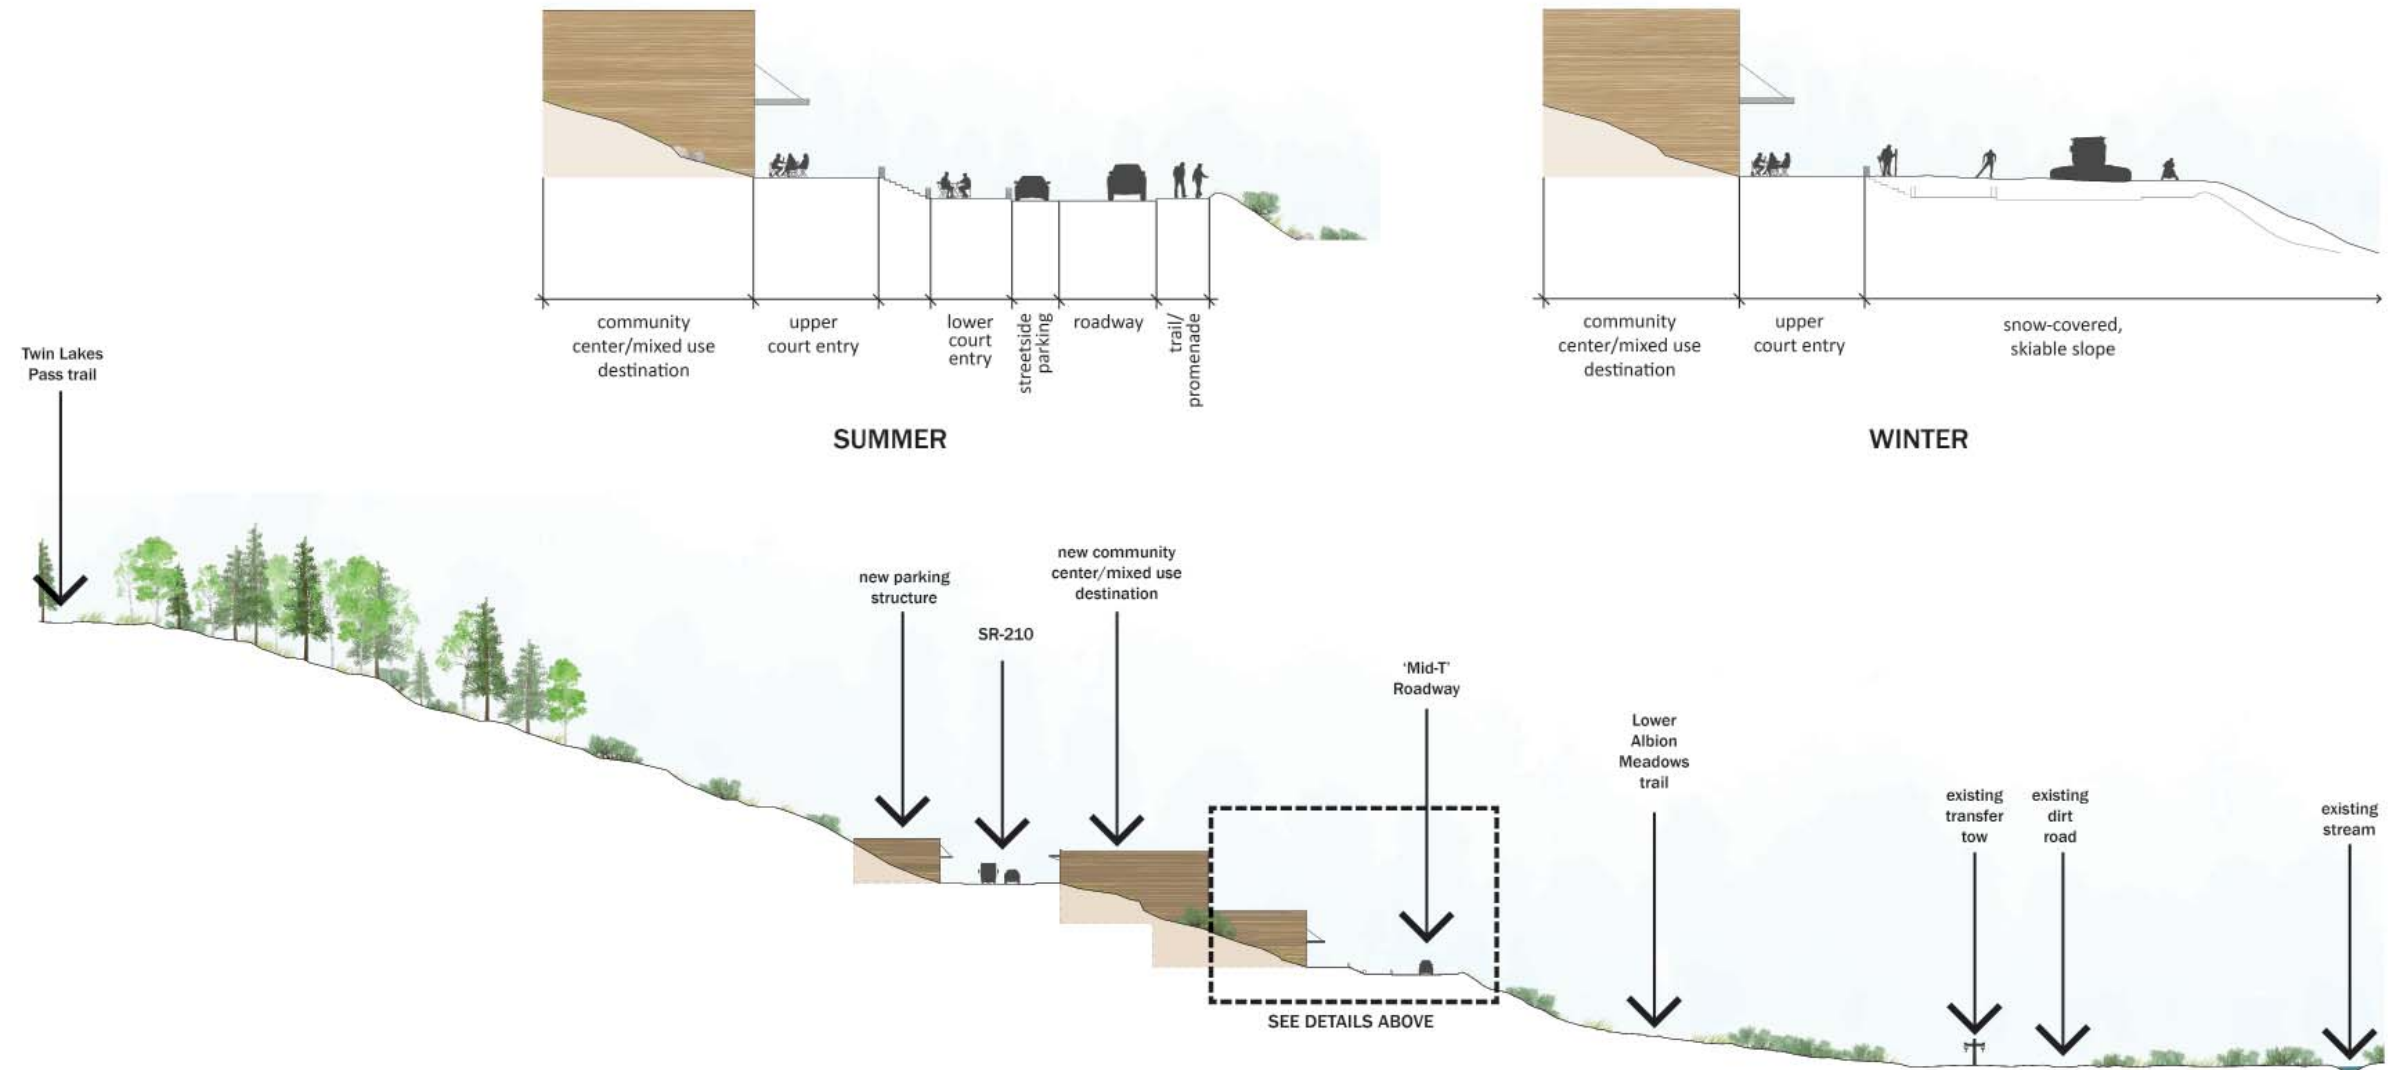 community
center/mixed use
destination
upper
court entry
lower
court
entry
streetside
parking
roadway
trail/
promenade
SUMMER
community
center/mixed use
destination
upper
court entry
snow-covered,
skiable slope
WINTER
Twin Lakes
Pass trail
new parking
structure
SR-210
new community
center/mixed use
destination
‘Mid-T’
Roadway
Lower
Albion
Meadows
trail
existing
transfer
tow
existing
dirt
road
existing
stream
SEE DETAILS ABOVE